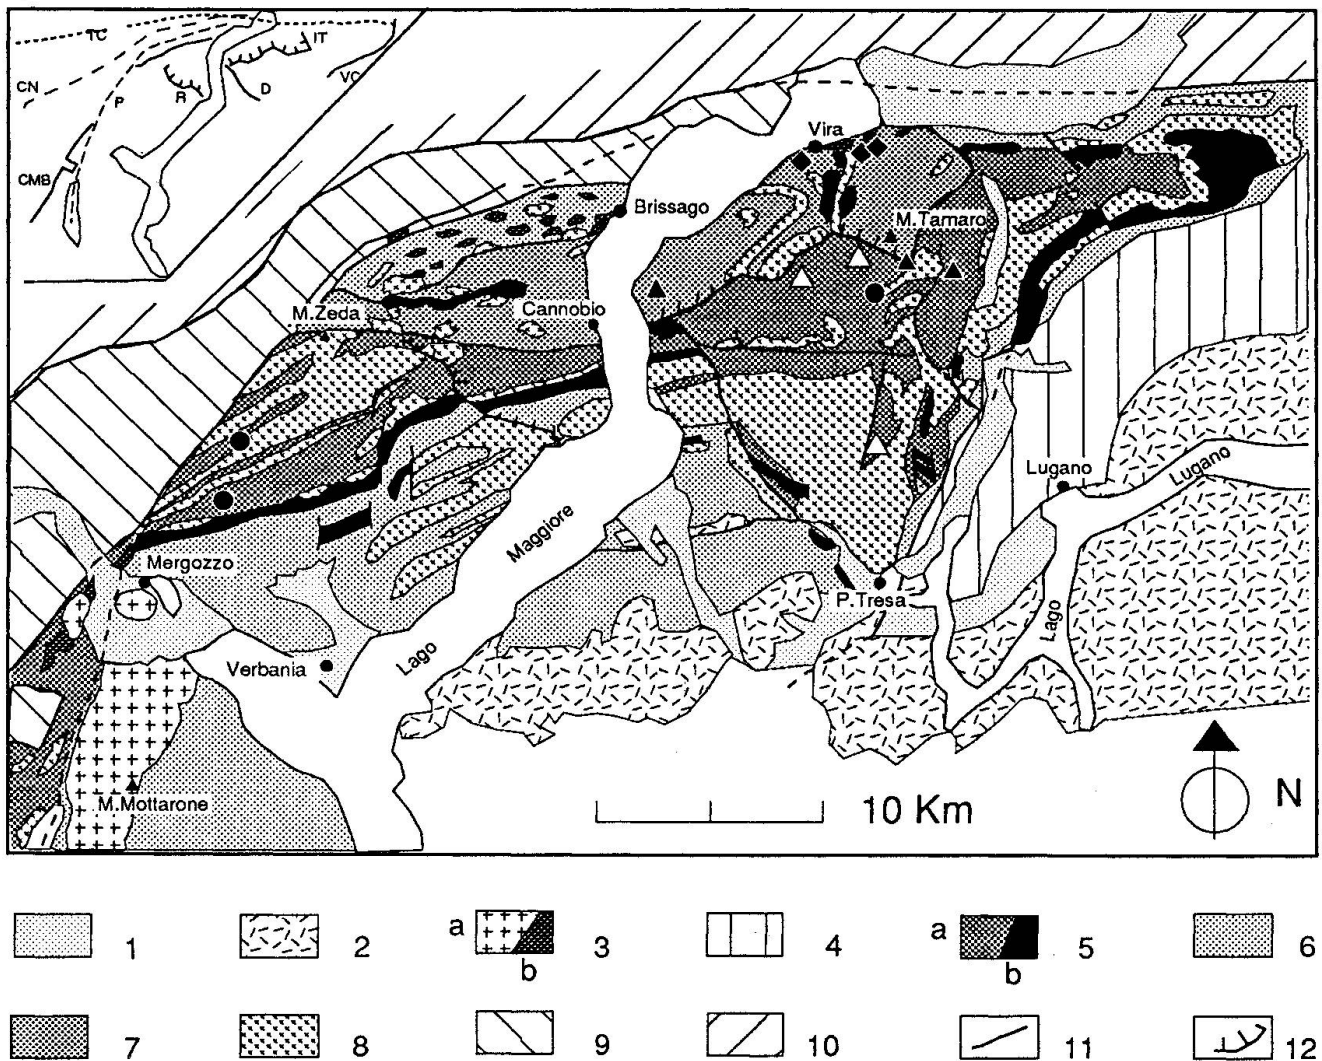 TC
IT
CN
P
R
D
VC
CMB
Vira
Brissago
M.Tamaro
M.Zeda
Cannobio
Lugano
Lugano
Maggiore
Mergozzo
P.Tresa
Lago
Lago
Verbania
M.Mottarone
10 Km
N
1
2
a
b
3
4
a
b
5
6
7
8
9
10
11
12